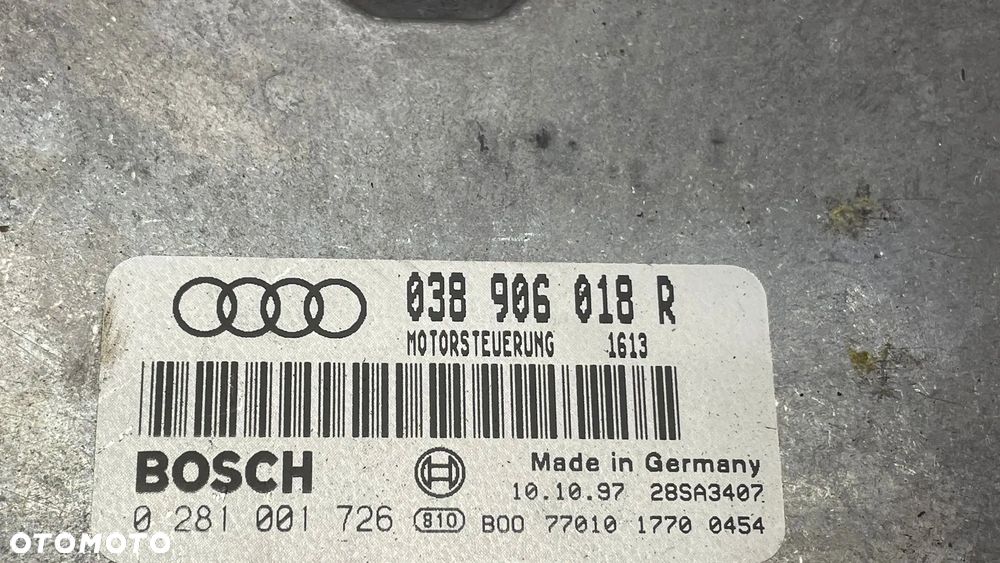 038 906 018 R
MOTORSTEUERUNG 1613
BOSCH
Made in Germany
10.10.97 28SA3407
0 281 001 726 810 B00 77010 1770 0454
OTOMOTO